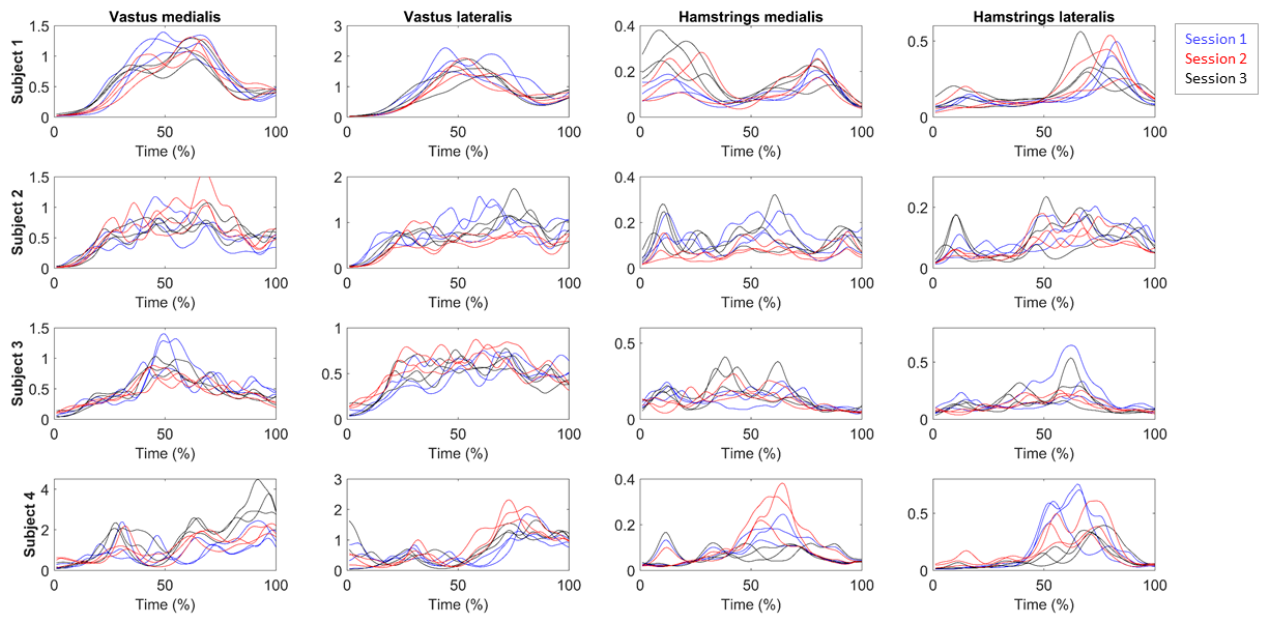 Vastus medialis Vastus lateralis Hamstrings medialis Hamstrings lateralis
Session 1
Session 2
Session 3
Subject 1
1.5 3 0.4
1 2 0.5
0.5 1 0.2
0 0 0 0
0 50 100 0 50 100 0 50 100 0 50 100
Time (%) Time (%) Time (%) Time (%)
Subject 2
1.5 2 0.4
1 0.2
0.5 1 0.2
0 0 0 0
0 50 100 0 50 100 0 50 100 0 50 100
Time (%) Time (%) Time (%) Time (%)
Subject 3
1.5 1
1 0.5 0.5
0.5 0.5
0 0 0 0
0 50 100 0 50 100 0 50 100 0 50 100
Time (%) Time (%) Time (%) Time (%)
Subject 4
4 3 0.4
2 0.5
2 1 0.2
0 0 0 0
0 50 100 0 50 100 0 50 100 0 50 100
Time (%) Time (%) Time (%) Time (%)